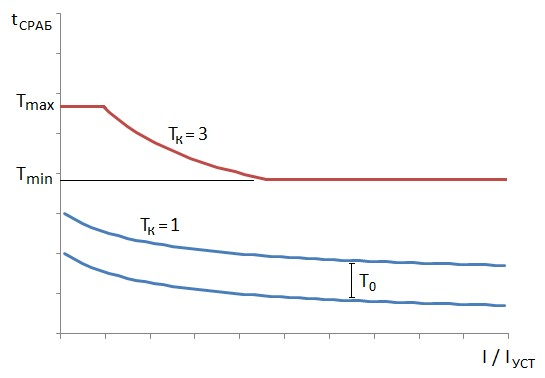 tСРАБ
Tmax
TК = 3
Tmin
TК = 1
T0
I / IУСТ